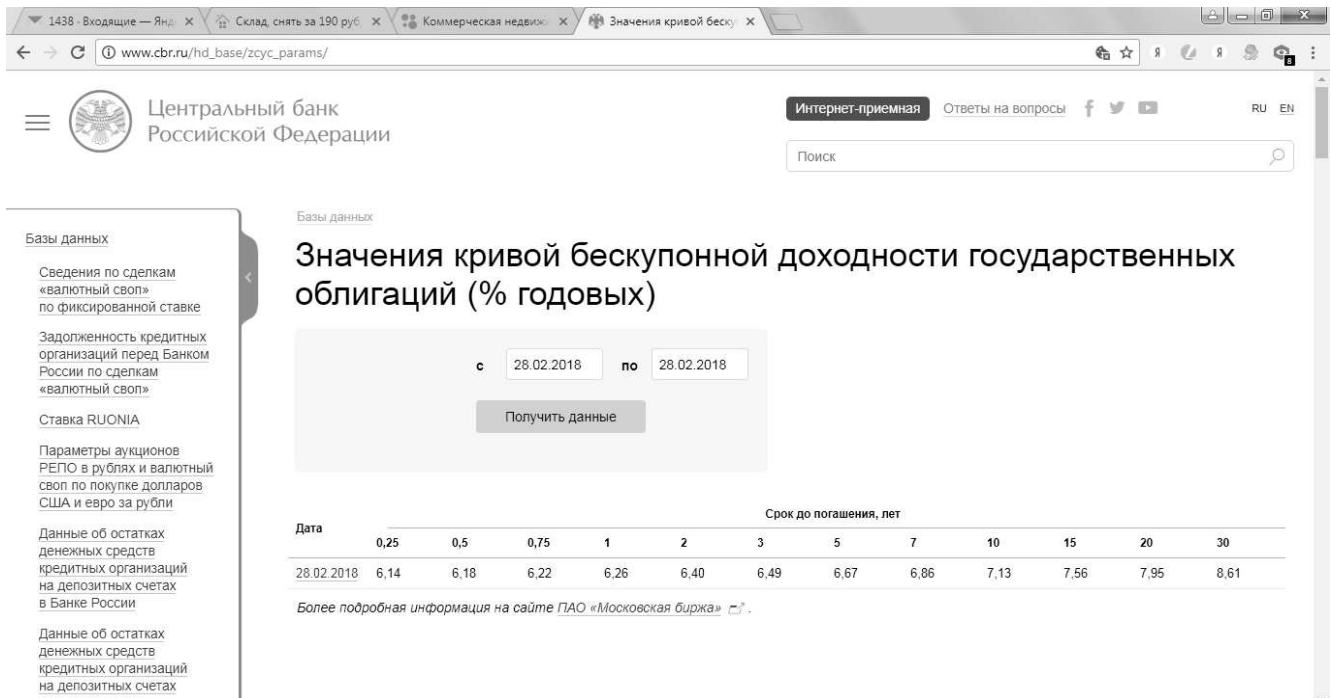 1438 - Входящие — Янд
Склад, снять за 190 руб
Коммерческая недвиж
Значения кривой беску
www.cbr.ru/hd_base/zcyc_params/
Центральный банк
Российской Федерации
Интернет-приемная
Ответы на вопросы
RU EN
Поиск
Базы данных
Сведения по сделкам
«валютный своп»
по фиксированной ставке
Задолженность кредитных
организаций перед Банком
России по сделкам
«валютный своп»
Ставка RUONIA
Параметры аукционов
РЕПО в рублях и валютный
своп по покупке долларов
США и евро за рубли
Данные об остатках
денежных средств
кредитных организаций
на депозитных счетах
в Банке России
Данные об остатках
денежных средств
кредитных организаций
на депозитных счетах
Базы данных
Значения кривой бескупонной доходности государственных
облигаций (% годовых)
с 28.02.2018 по 28.02.2018
Получить данные
Срок до погашения, лет
Дата
0,25 0,5 0,75 1 2 3 5 7 10 15 20 30
28.02.2018 6,14 6,18 6,22 6,26 6,40 6,49 6,67 6,86 7,13 7,56 7,95 8,61
Более подробная информация на сайте ПАО «Московская биржа» .